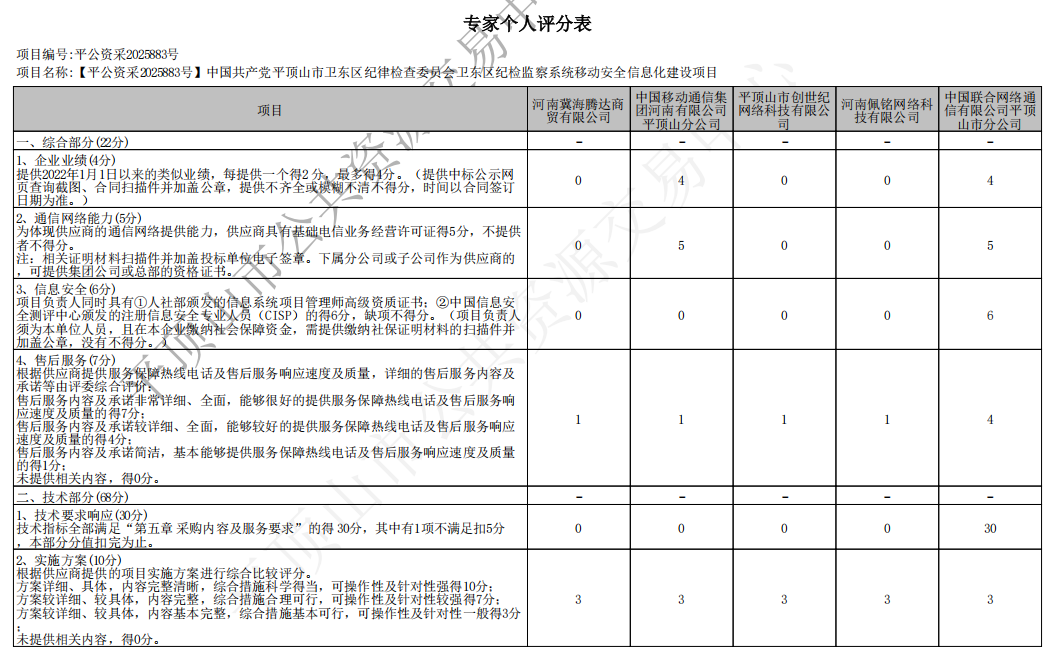 专家个人评分表
项目编号:平公资采2025883号
项目名称:【平公资采2025883号】中国共产党平顶山市卫东区纪律检查委员会卫东区纪检监察系统移动安全信息化建设项目
项目
河南冀海腾达商
贸有限公司
中国移动通信集
团河南有限公司
平顶山分公司
平顶山市创世纪
网络科技有限公
司
河南佩铭网络科
技有限公司
中国联合网络通
信有限公司平顶
山市分公司
一、综合部分(22分)
- - - - -
1、企业业绩(4分)
提供2022年1月1日以来的类似业绩，每提供一个得2 分，最多得4分。（提供中标公示网
页查询截图、合同扫描件并加盖公章，提供不齐全或模糊不清不得分，时间以合同签订
日期为准。）
0 4 0 0 4
2、通信网络能力(5分)
为体现供应商的通信网络提供能力，供应商具有基础电信业务经营许可证得5分，不提供
者不得分。
注：相关证明材料扫描件并加盖投标单位电子签章。下属分公司或子公司作为供应商的
，可提供集团公司或总部的资格证书。
0 5 0 0 5
3、信息安全(6分)
项目负责人同时具有①人社部颁发的信息系统项目管理师高级资质证书；②中国信息安
全测评中心颁发的注册信息安全专业人员（CISP）的得6分，缺项不得分。（项目负责人
须为本单位人员，且在本企业缴纳社会保障资金，需提供缴纳社保证明材料的扫描件并
加盖公章，没有不得分。）
0 0 0 0 6
4、售后服务(7分)
根据供应商提供服务保障热线电话及售后服务响应速度及质量，详细的售后服务内容及
承诺等由评委综合评价：
售后服务内容及承诺非常详细、全面，能够很好的提供服务保障热线电话及售后服务响
应速度及质量的得7分；
售后服务内容及承诺较详细、全面，能够较好的提供服务保障热线电话及售后服务响应
速度及质量的得4分；
售后服务内容及承诺简洁，基本能够提供服务保障热线电话及售后服务响应速度及质量
的得1分；
未提供相关内容，得0分。
1 1 1 1 4
二、技术部分(68分)
- - - - -
1、技术要求响应(30分)
技术指标全部满足“第五章 采购内容及服务要求”的得 30分，其中有1项不满足扣5分
，本部分分值扣完为止。
0 0 0 0 30
2、实施方案(10分)
根据供应商提供的项目实施方案进行综合比较评分。
方案详细、具体，内容完整清晰，综合措施科学得当，可操作性及针对性强得10分；
方案较详细、较具体，内容完整，综合措施合理可行，可操作性及针对性较强得7分；
方案较详细、较具体，内容基本完整，综合措施基本可行，可操作性及针对性一般得3分
；
未提供相关内容，得0分。
3 3 3 3 3
平顶山市公共资源交易中
平顶山市公共资源交易中心